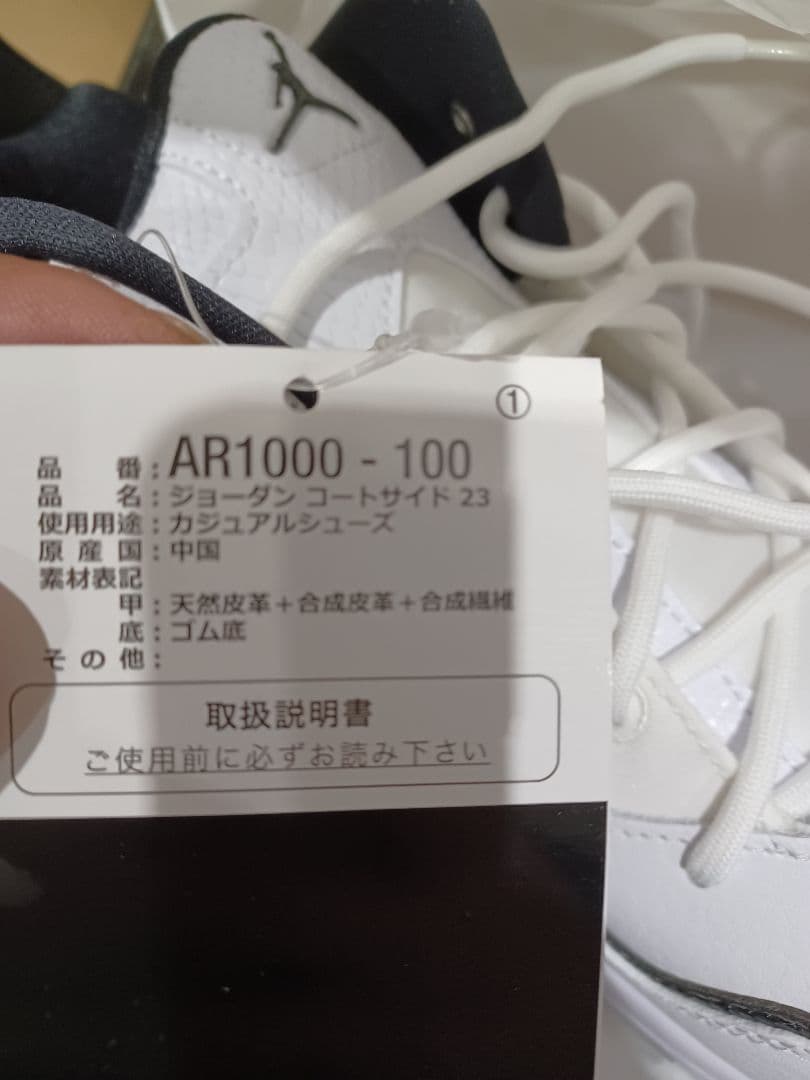 ①
品番:AR1000 - 100
品名:ジョーダン コートサイド 23
使用用途:カジュアルシューズ
原産国:中国
素材表記
甲:天然皮革+合成皮革+合成繊維
底:ゴム底
その他:
取扱説明書
ご使用前に必ずお読み下さい